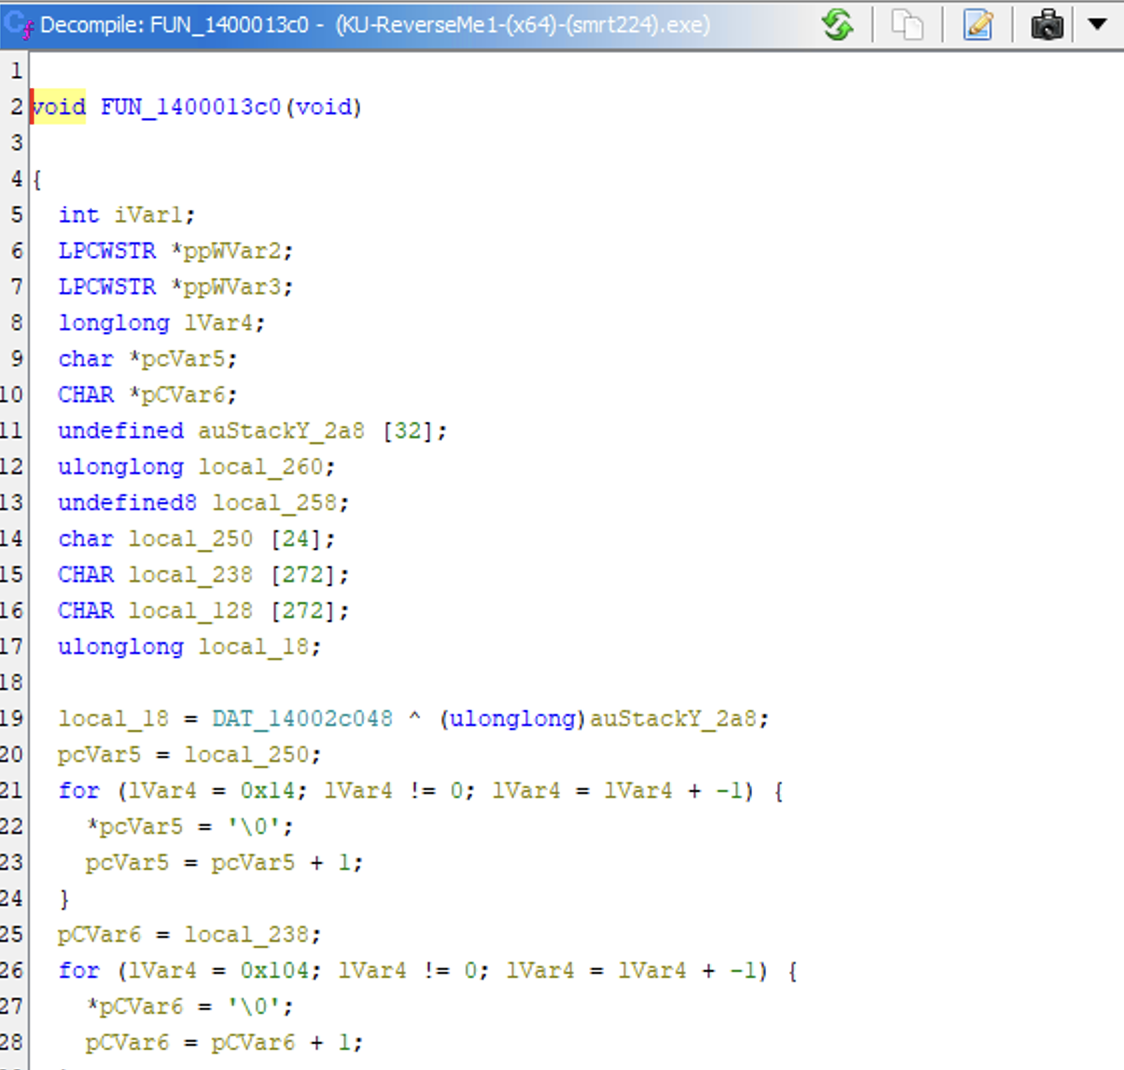 Decompile: FUN_1400013c0 - (KU-ReverseMe1-(x64)-(smrt224).exe)
1
2 void FUN_1400013c0(void)
3
4 {
5   int iVar1;
6   LPCWSTR *ppWVar2;
7   LPCWSTR *ppWVar3;
8   longlong lVar4;
9   char *pcVar5;
10   CHAR *pCVar6;
11   undefined auStackY_2a8 [32];
12   ulonglong local_260;
13   undefined8 local_258;
14   char local_250 [24];
15   CHAR local_238 [272];
16   CHAR local_128 [272];
17   ulonglong local_18;
18
19   local_18 = DAT_14002c048 ^ (ulonglong)auStackY_2a8;
20   pcVar5 = local_250;
21   for (lVar4 = 0x14; lVar4 != 0; lVar4 = lVar4 + -1) {
22     *pcVar5 = '\0';
23     pcVar5 = pcVar5 + 1;
24   }
25   pCVar6 = local_238;
26   for (lVar4 = 0x104; lVar4 != 0; lVar4 = lVar4 + -1) {
27     *pCVar6 = '\0';
28     pCVar6 = pCVar6 + 1;